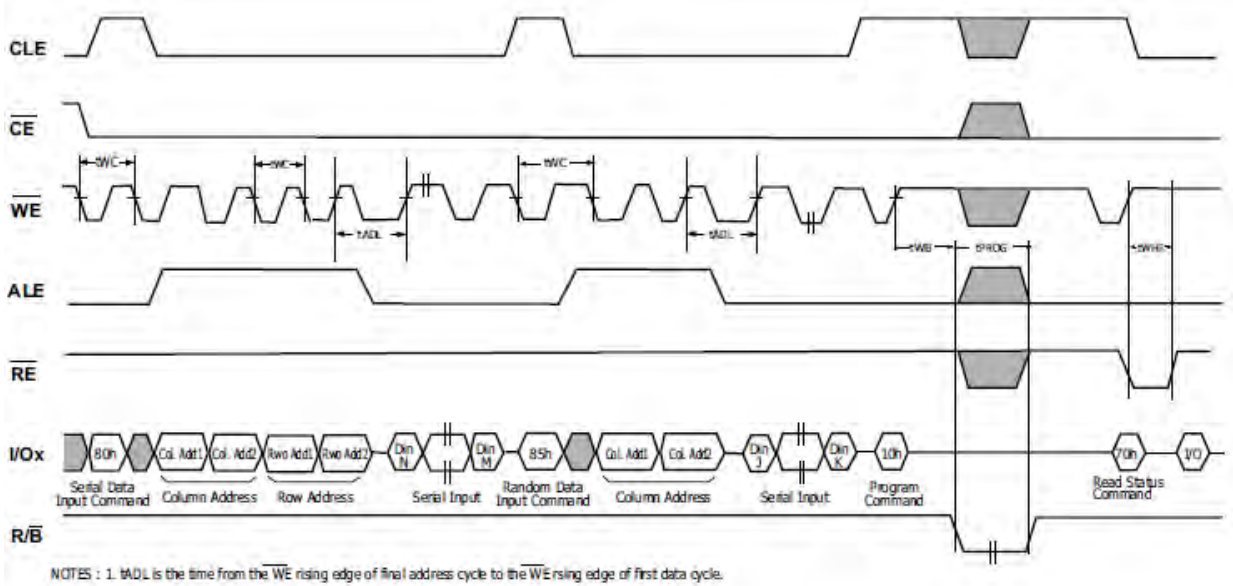 CLE
CE
tWC tWC tWC
WE
tADL tADL tWB tPROG tWHR
ALE
RE
I/Ox 80h Col. Add1 Col. Add2 Rwo Add1 Rwo Add2 Din N Din M 85h Col. Add1 Col. Add2 Din J Din K 10h 70h I/O
Serial Data Input Command Column Address Row Address Serial Input Random Data Input Command Column Address Serial Input Program Command Read Status Command
R/B
NOTES : 1. tADL is the time from the WE rising edge of final address cycle to the WE rsing edge of first data cycle.